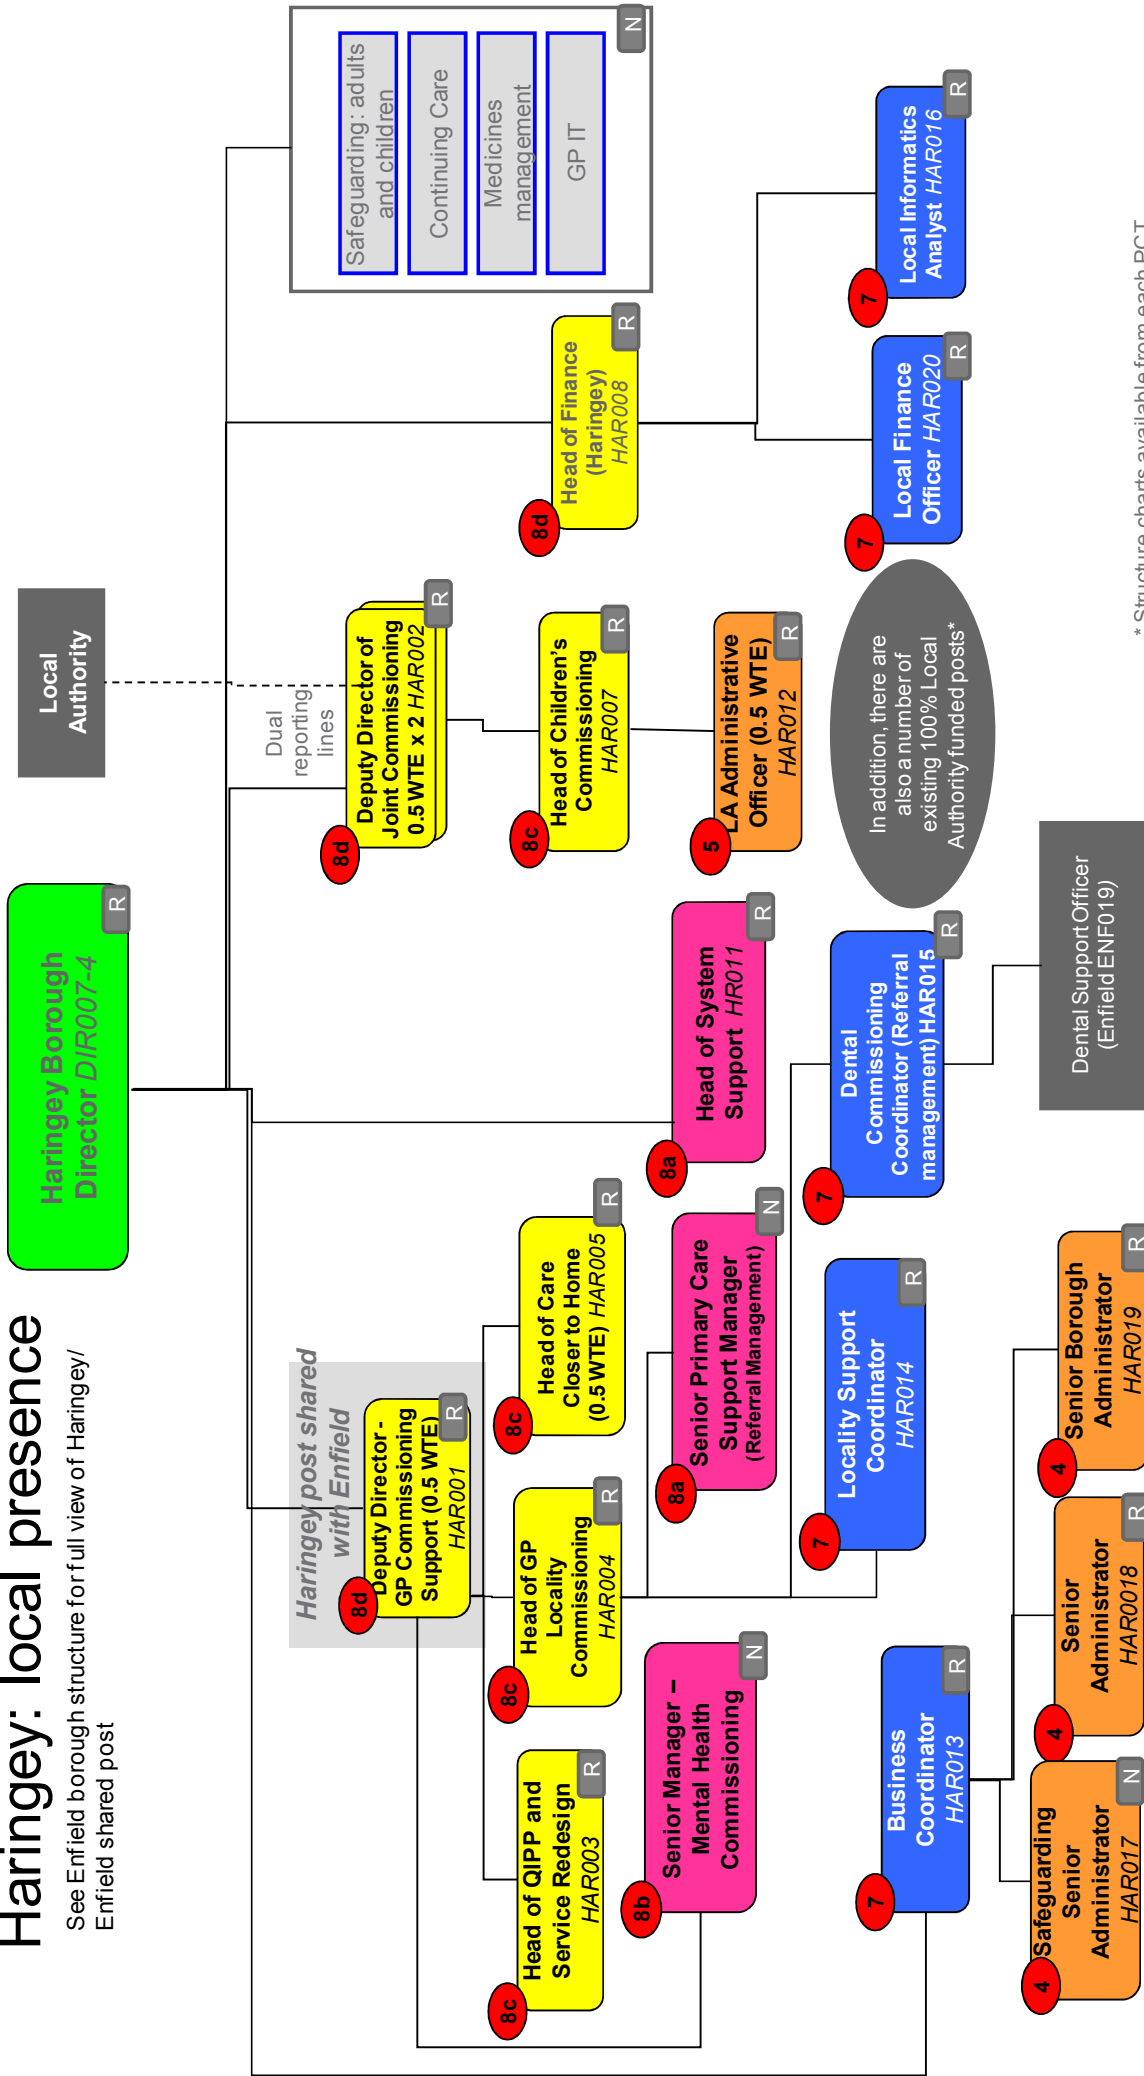 Haringey: local presence
See Enfield borough structure for full view of Haringey/
Enfield shared post
Haringey Borough
Director DIR007-4
R
Local
Authority
Dual
reporting
lines
Safeguarding: adults
and children
Continuing Care
Medicines
management
GP IT
N
Haringey post shared
with Enfield
8d
Deputy Director -
GP Commissioning
Support (0.5 WTE)
HAR001
R
8d
Deputy Director of
Joint Commissioning
0.5 WTE x 2 HAR002
R
8c
Head of QIPP and
Service Redesign
HAR003
R
8c
Head of GP
Locality
Commissioning
HAR004
R
8c
Head of Care
Closer to Home
(0.5 WTE) HAR005
R
8c
Head of Children's
Commissioning
HAR007
R
8d
Head of Finance
(Haringey)
HAR008
R
8b
Senior Manager –
Mental Health
Commissioning
N
8a
Senior Primary Care
Support Manager
(Referral Management)
N
8a
Head of System
Support HR011
R
5
LA Administrative
Officer (0.5 WTE)
HAR012
R
7
Business
Coordinator
HAR013
R
7
Locality Support
Coordinator
HAR014
R
7
Dental
Commissioning
Coordinator (Referral
management) HAR015
R
In addition, there are
also a number of
existing 100% Local
Authority funded posts*
7
Local Finance
Officer HAR020
R
7
Local Informatics
Analyst HAR016
R
4
Safeguarding
Senior
Administrator
HAR017
N
4
Senior
Administrator
HAR0018
R
4
Senior Borough
Administrator
HAR019
R
Dental Support Officer
(Enfield ENF019)
* Structure charts available from each PCT